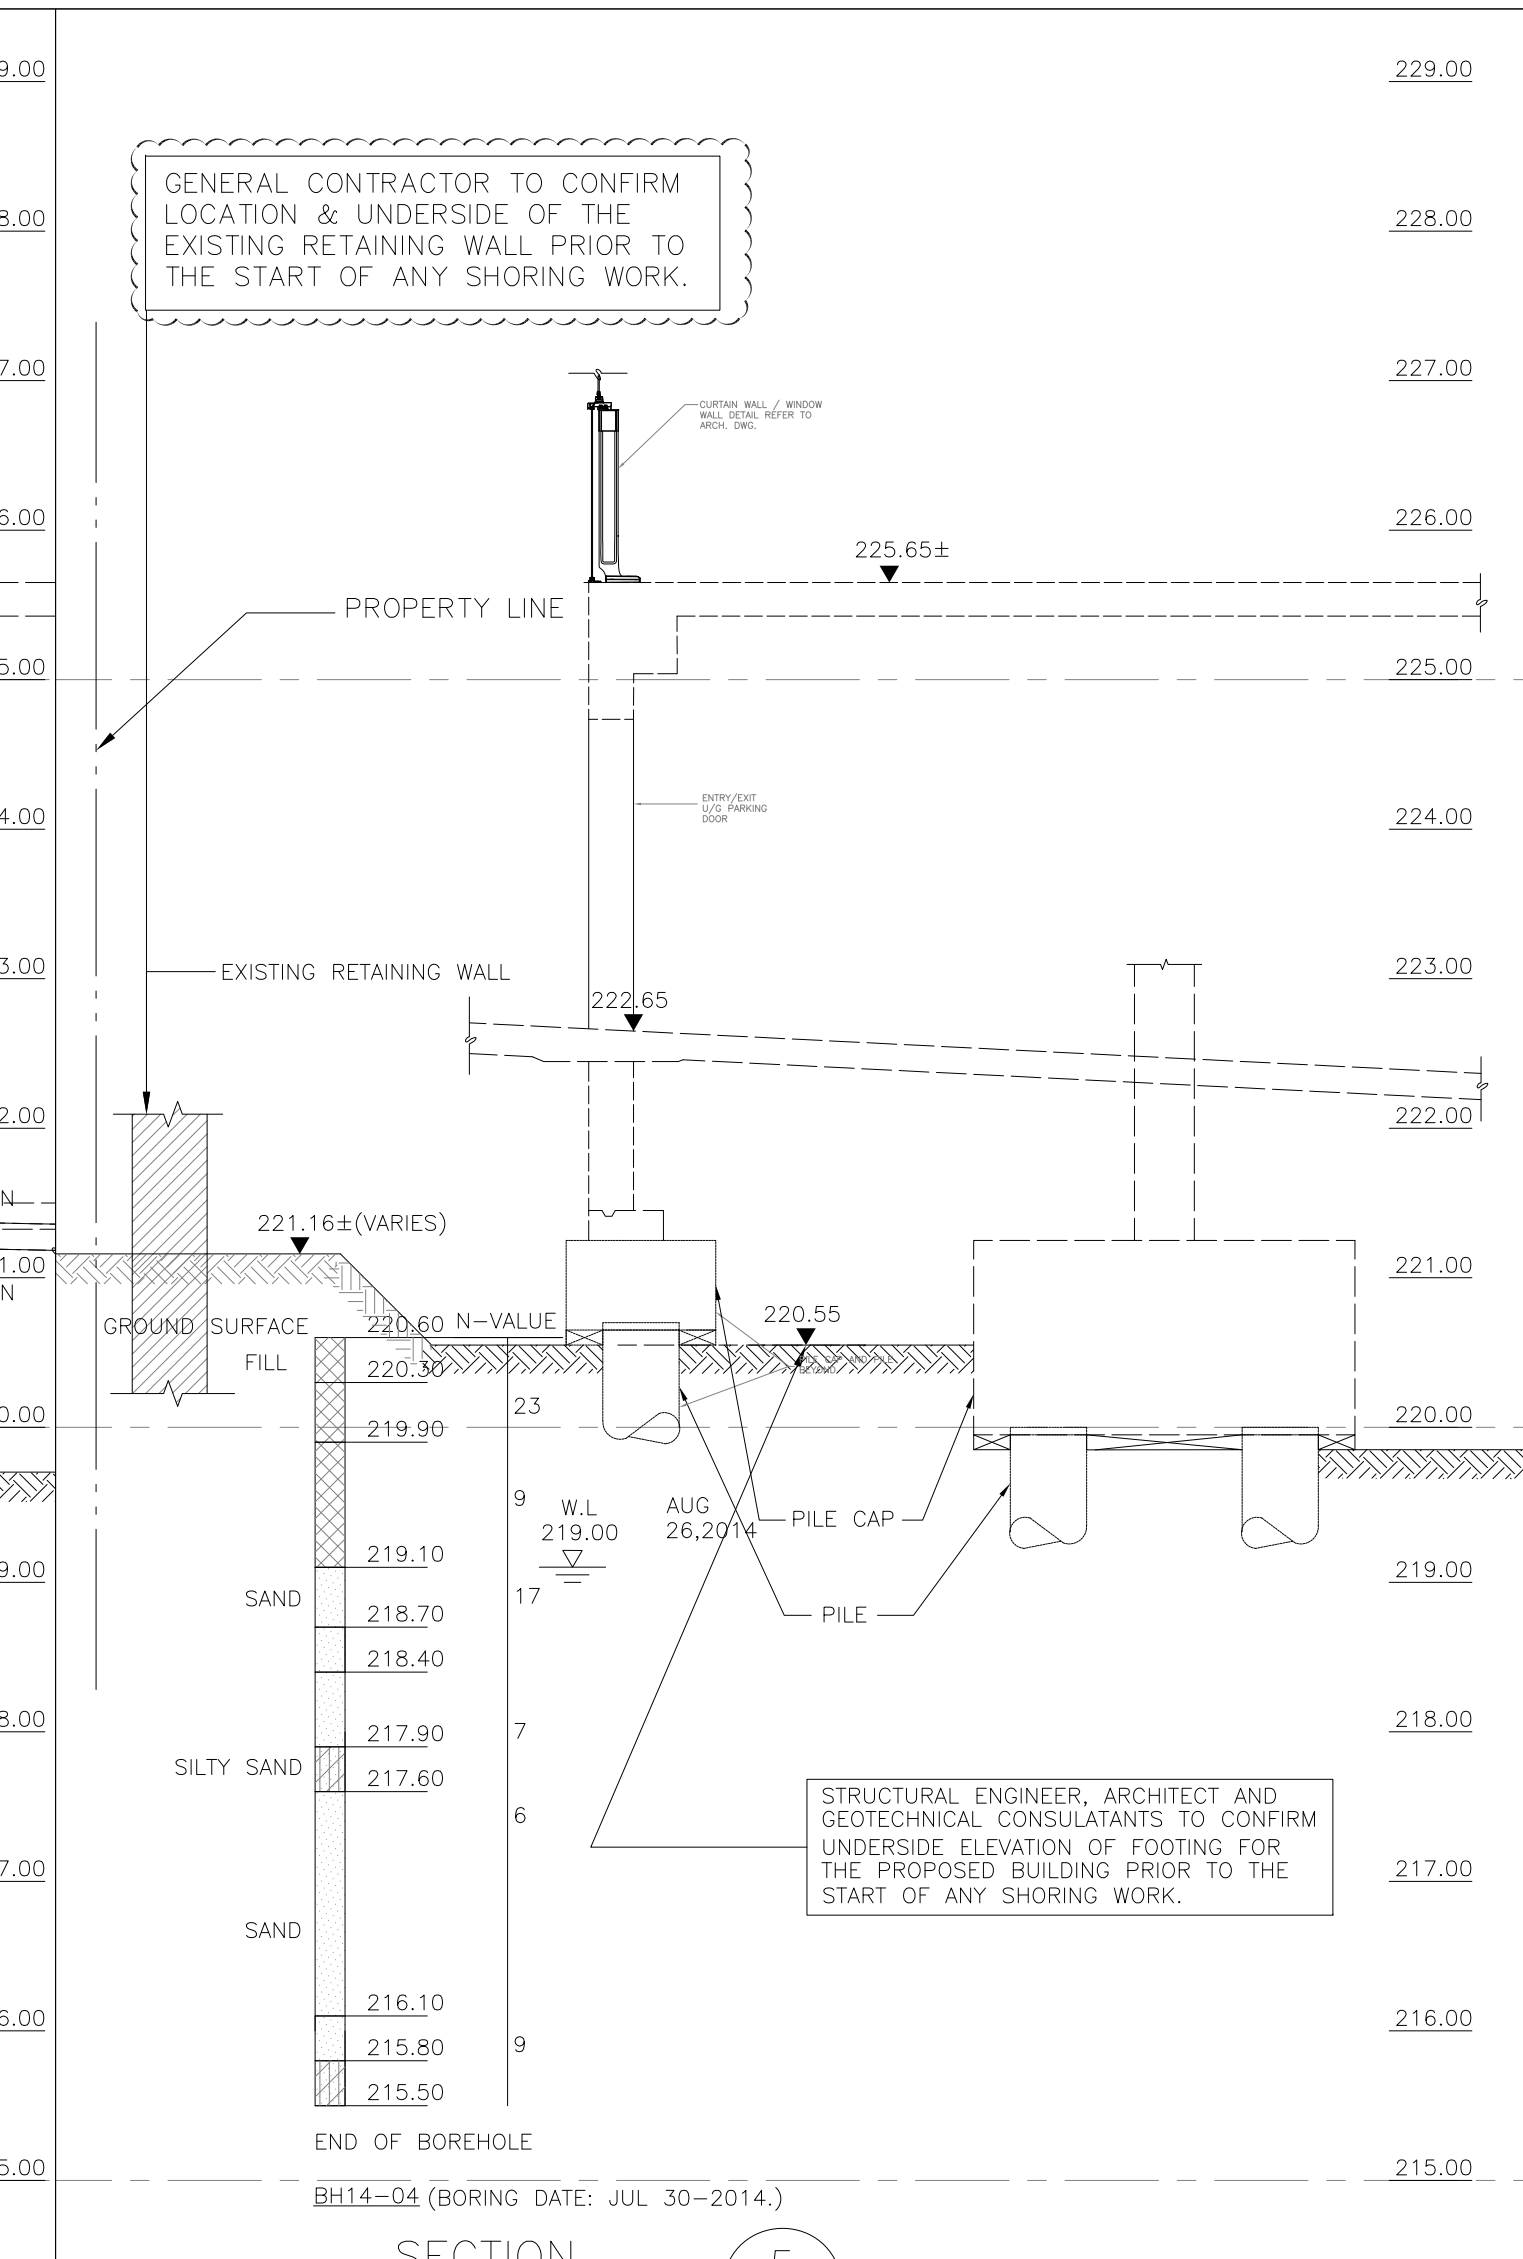 9.00
229.00
GENERAL CONTRACTOR TO CONFIRM
LOCATION & UNDERSIDE OF THE
EXISTING RETAINING WALL PRIOR TO
THE START OF ANY SHORING WORK.
8.00
228.00
7.00
227.00
CURTAIN WALL / WINDOW
WALL DETAIL REFER TO
ARCH. DWG.
6.00
226.00
225.65±
PROPERTY LINE
5.00
225.00
ENTRY/EXIT
U/G PARKING
DOOR
4.00
224.00
3.00
223.00
EXISTING RETAINING WALL
222.65
2.00
222.00
N
221.16±(VARIES)
1.00
221.00
N
GROUND SURFACE
220.60
N-VALUE
220.55
FILL
220.30
PILE CAP AND PILE
BEYOND
23
0.00
219.90
220.00
9
W.L
219.00
AUG
26,2014
PILE CAP
219.10
9.00
219.00
SAND
17
218.70
PILE
218.40
8.00
217.90
7
218.00
SILTY SAND
217.60
6
STRUCTURAL ENGINEER, ARCHITECT AND
GEOTECHNICAL CONSULATANTS TO CONFIRM
UNDERSIDE ELEVATION OF FOOTING FOR
THE PROPOSED BUILDING PRIOR TO THE
START OF ANY SHORING WORK.
7.00
217.00
SAND
216.10
6.00
216.00
215.80
9
215.50
END OF BOREHOLE
5.00
215.00
BH14-04 (BORING DATE: JUL 30-2014.)
SECTION
5